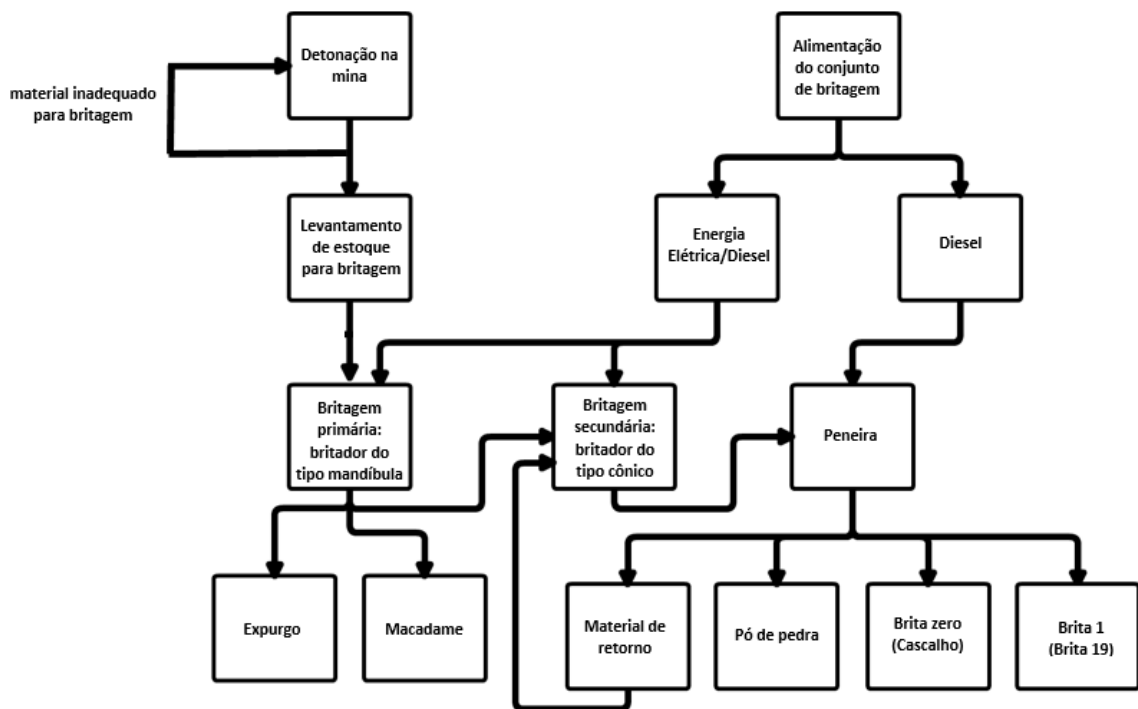 Detonação na
mina
Alimentação
do conjunto
de britagem
material inadequado
para britagem
Levantamento
de estoque
para britagem
Energia
Elétrica/Diesel
Diesel
Britagem
primária:
britador do
tipo mandíbula
Britagem
secundária:
britador do
tipo cônico
Peneira
Expurgo
Macadame
Material de
retorno
Pó de pedra
Brita zero
(Cascalho)
Brita 1
(Brita 19)